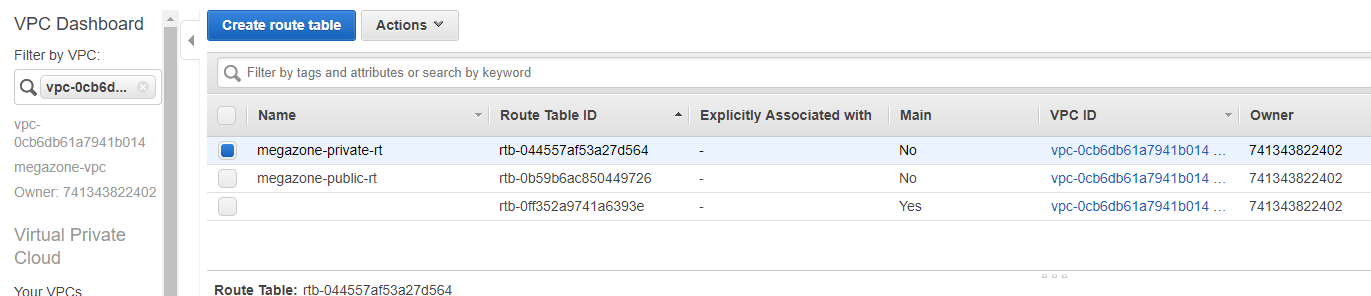 VPC Dashboard
Filter by VPC:
vpc-0cb6d...
vpc-
0cb6db61a7941b014
megazone-vpc
Owner: 741343822402
Virtual Private
Cloud
Your VPCs
Create route table Actions
Filter by tags and attributes or search by keyword
Name Route Table ID Explicitly Associated with Main VPC ID Owner
megazone-private-rt rtb-044557af53a27d564 - No vpc-0cb6db61a7941b014 ... 741343822402
megazone-public-rt rtb-0b59b6ac850449726 - No vpc-0cb6db61a7941b014 ... 741343822402
rtb-0ff352a9741a6393e - Yes vpc-0cb6db61a7941b014 ... 741343822402
Route Table: rtb-044557af53a27d564